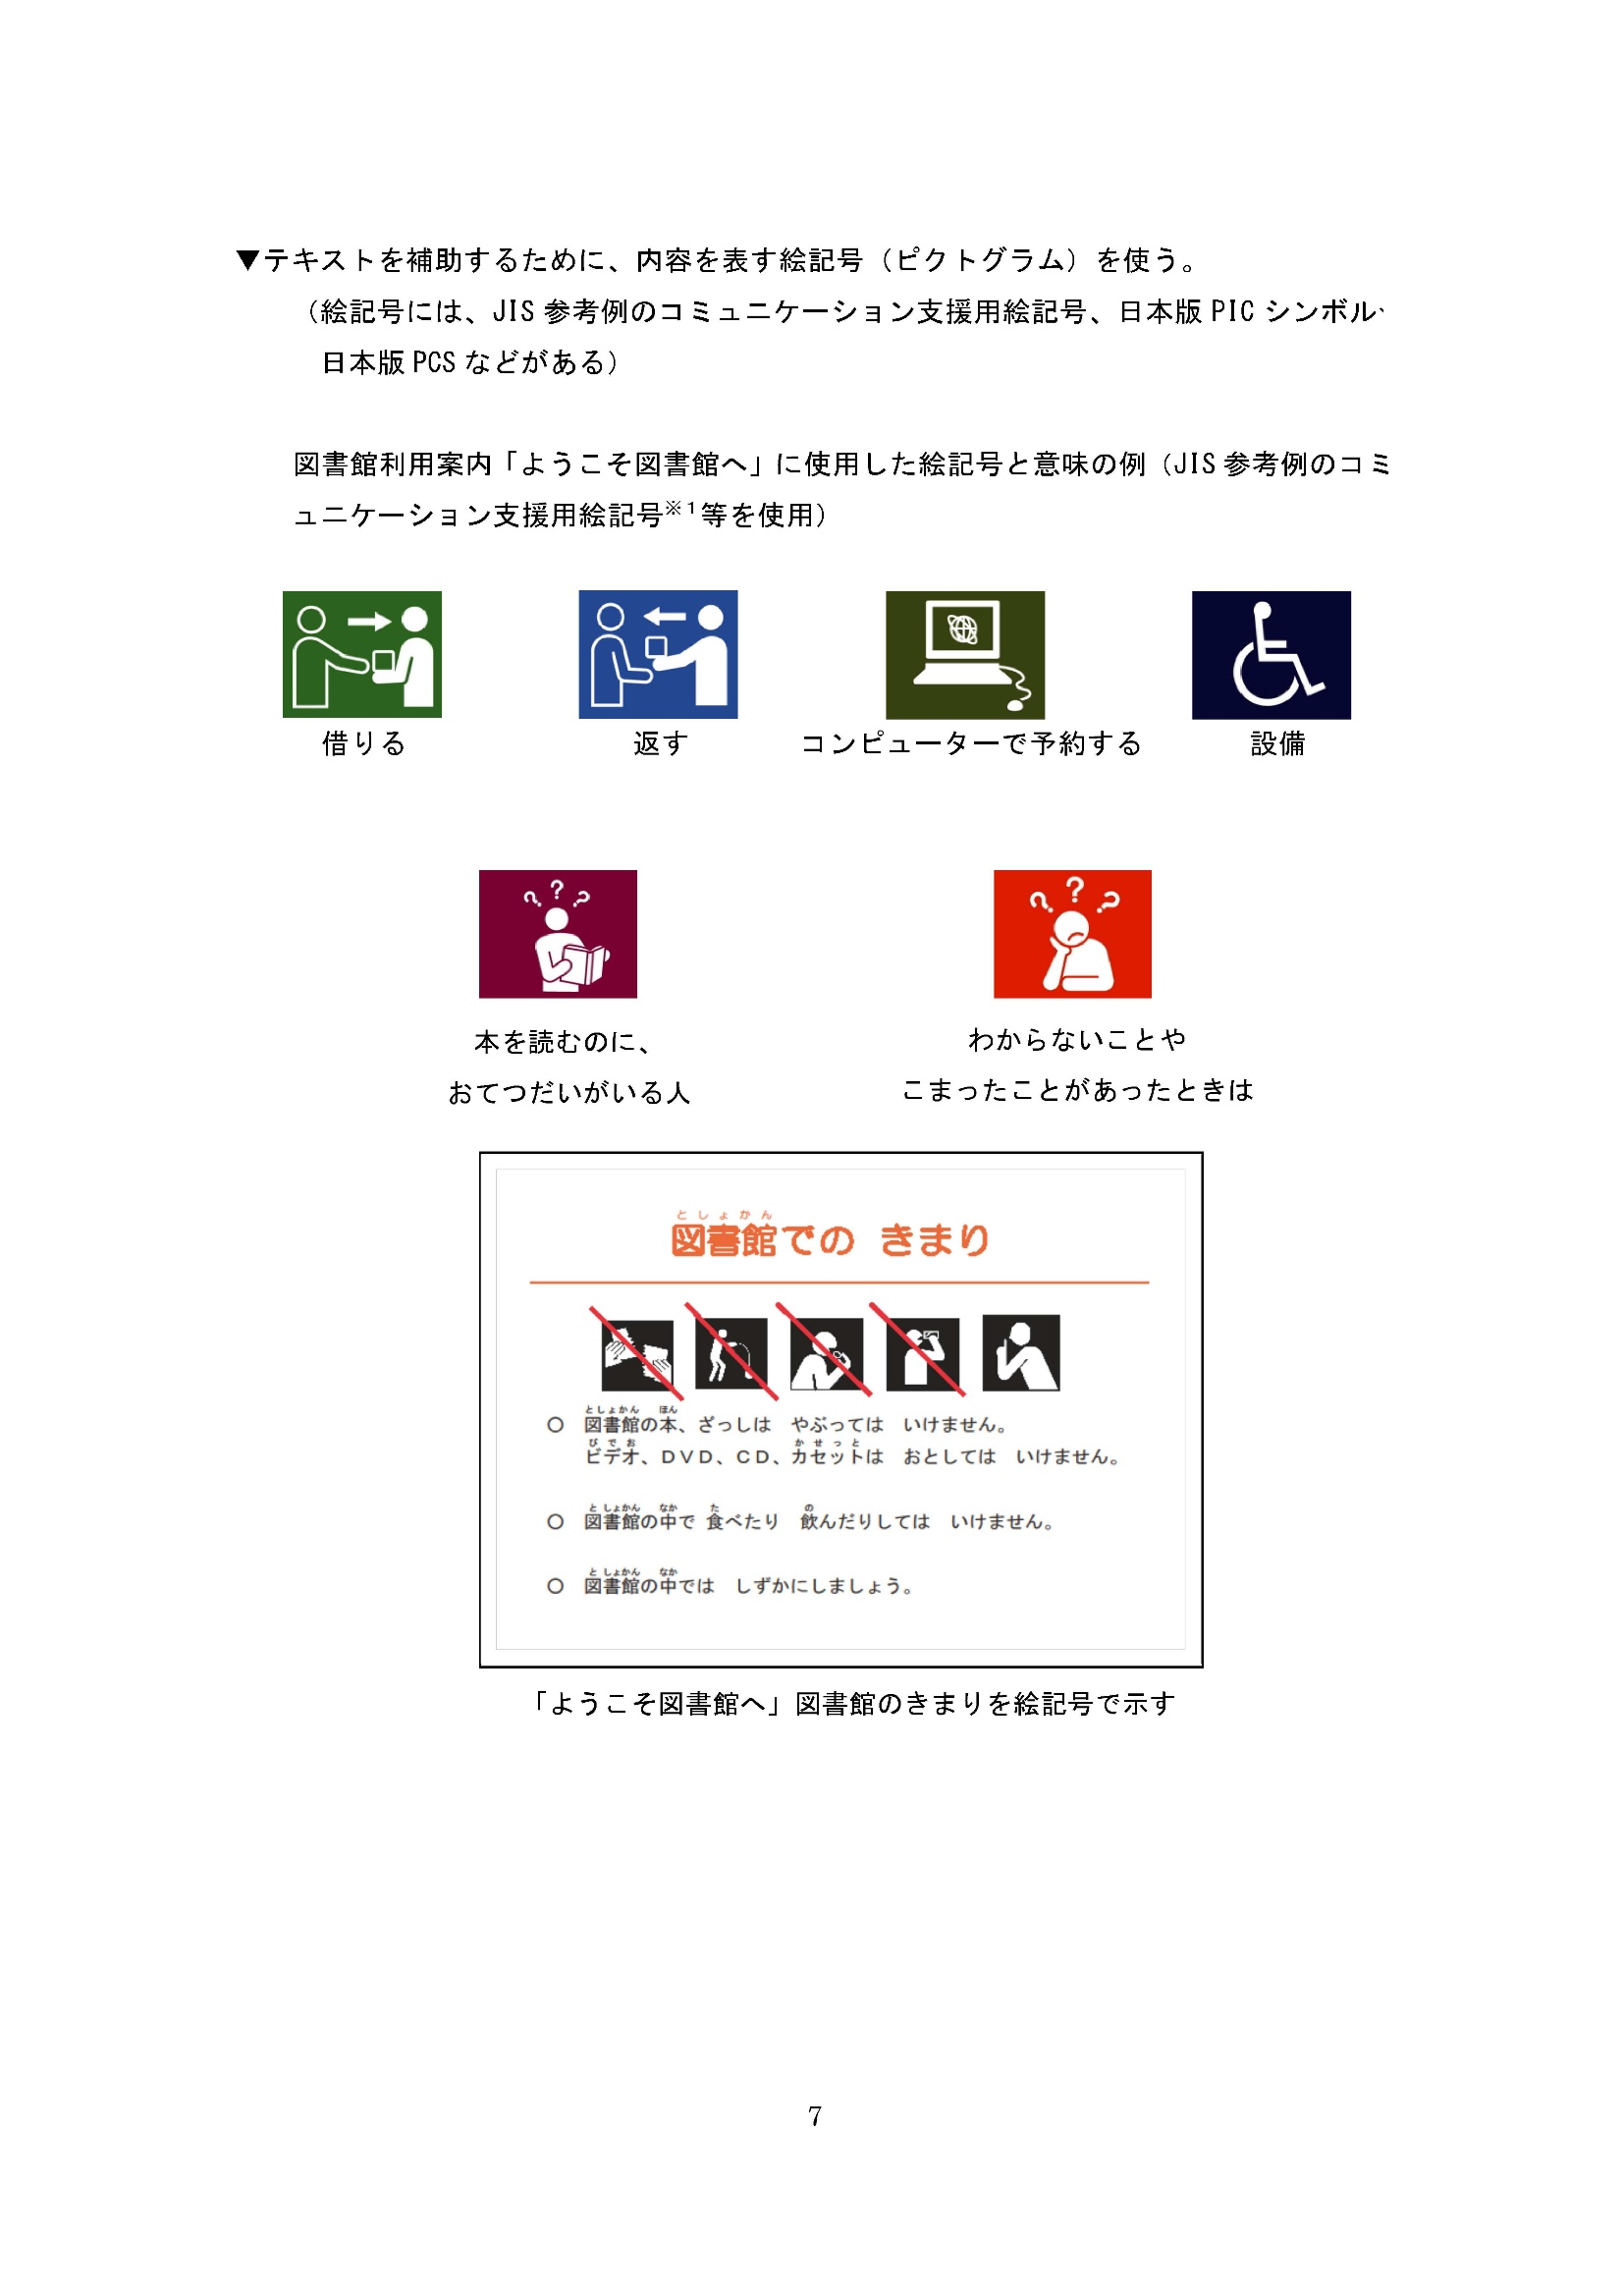 ▼テキストを補助するために、内容を表す絵記号（ピクトグラム）を使う。
（絵記号には、JIS 参考例のコミュニケーション支援用絵記号、日本版 PIC シンボル、
日本版 PCS などがある）
図書館利用案内「ようこそ図書館へ」に使用した絵記号と意味の例（JIS 参考例のコミ
ュニケーション支援用絵記号※1等を使用）
借りる
返す
コンピューターで予約する
設備
? ? ?
? ? ?
本を読むのに、
おてつだいがいる人
わからないことや
こまったことがあったときは
としょかん
図書館での きまり
としょかん ほん
○ 図書館の本、ざっしは やぶっては いけません。
びでお かせっと
ビデオ、DVD、CD、カセットは おとしては いけません。
としょかん なか た の
○ 図書館の中で 食べたり 飲んだりしては いけません。
としょかん なか
○ 図書館の中では しずかにしましょう。
「ようこそ図書館へ」図書館のきまりを絵記号で示す
7